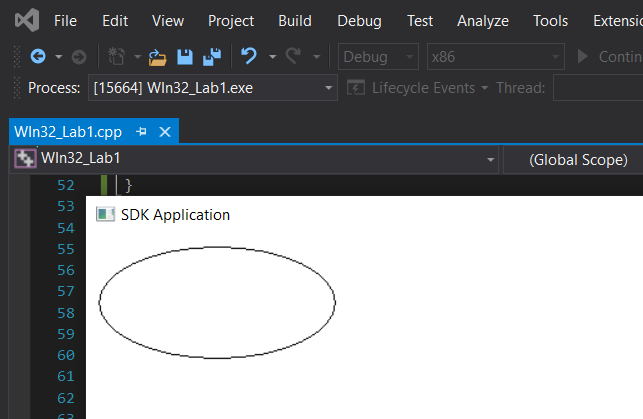 File Edit View Project Build Debug Test Analyze Tools Extensio
Debug x86 Contin
Process: [15664] WIn32_Lab1.exe Lifecycle Events Thread:
WIn32_Lab1.cpp
WIn32_Lab1 (Global Scope)
52 }
53
SDK Application
54
55
56
57
58
59
60
61
62
63